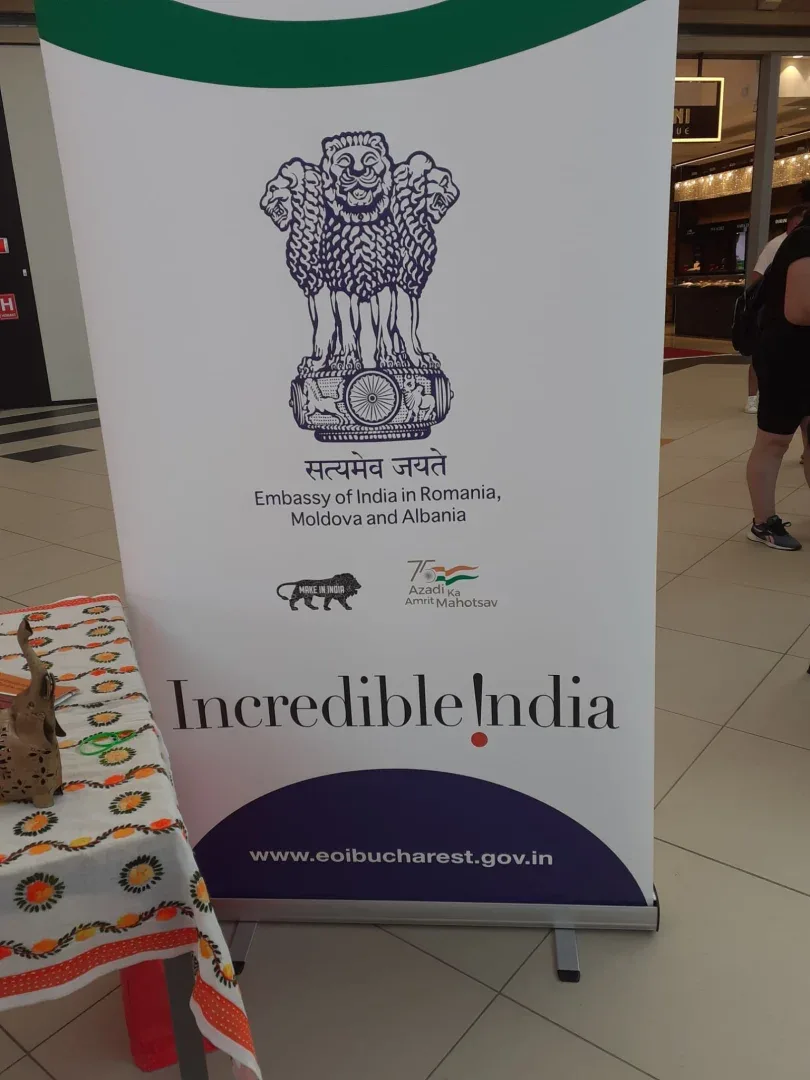 सत्यमेव जयते
Embassy of India in Romania,
Moldova and Albania
MAKE IN INDIA
75
Azadi Ka
Amrit Mahotsav
Incredible !ndia
www.eoibucharest.gov.in
H